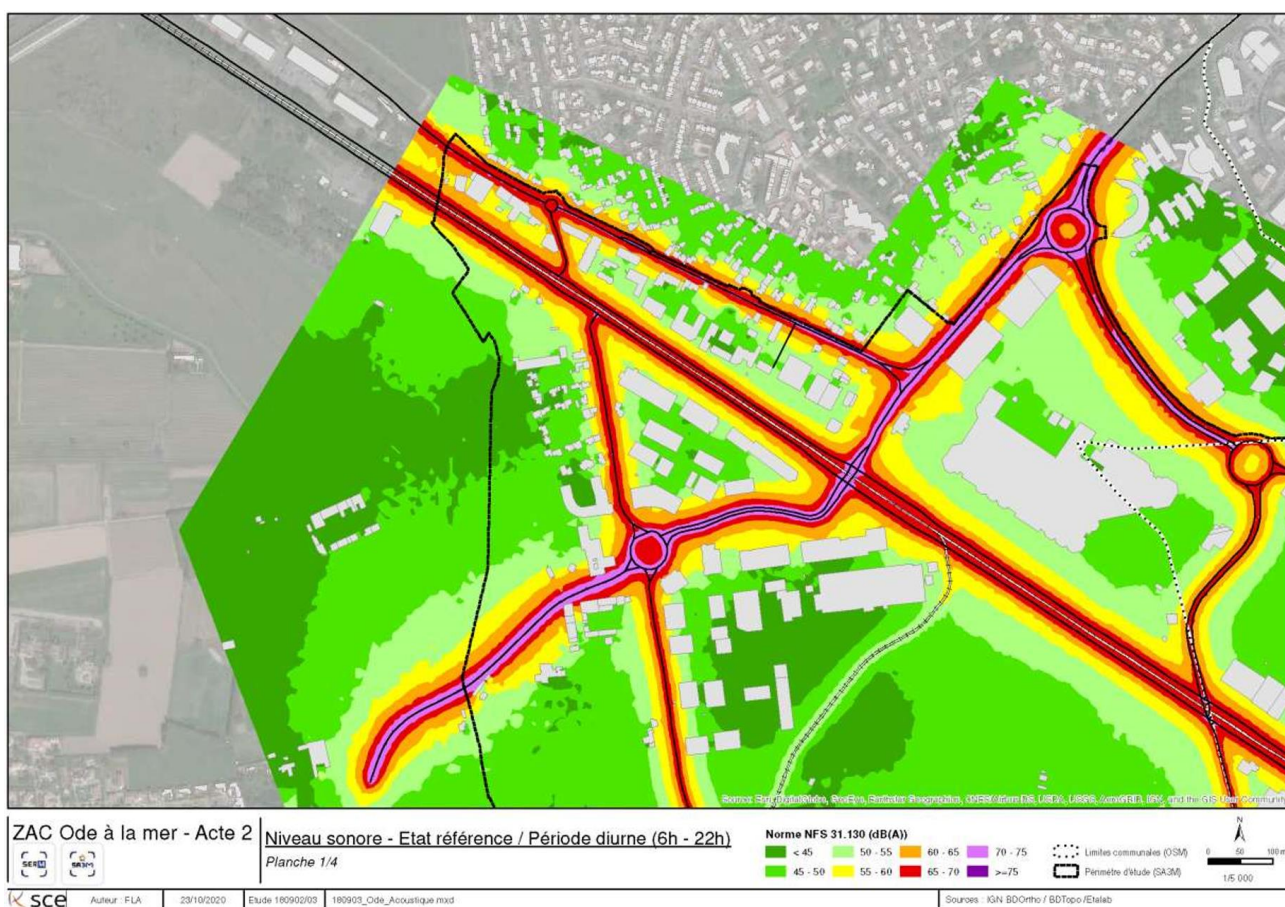 ZAC Ode à la mer - Acte 2
SERM
SA3M
Niveau sonore - Etat référence / Période diurne (6h - 22h)
Planche 1/4
Norme NFS 31.130 (dB(A))
< 45
45 - 50
50 - 55
55 - 60
60 - 65
65 - 70
70 - 75
>=75
Limites communales (OSM)
Périmètre d'étude (SA3M)
N
0 50 100 m
1/5 000
sce
Auteur : FLA
23/10/2020
Etude 180902/03
180903_Ode_Acoustique.mxd
Sources : IGN BDOrtho / BDTopo /Etalab